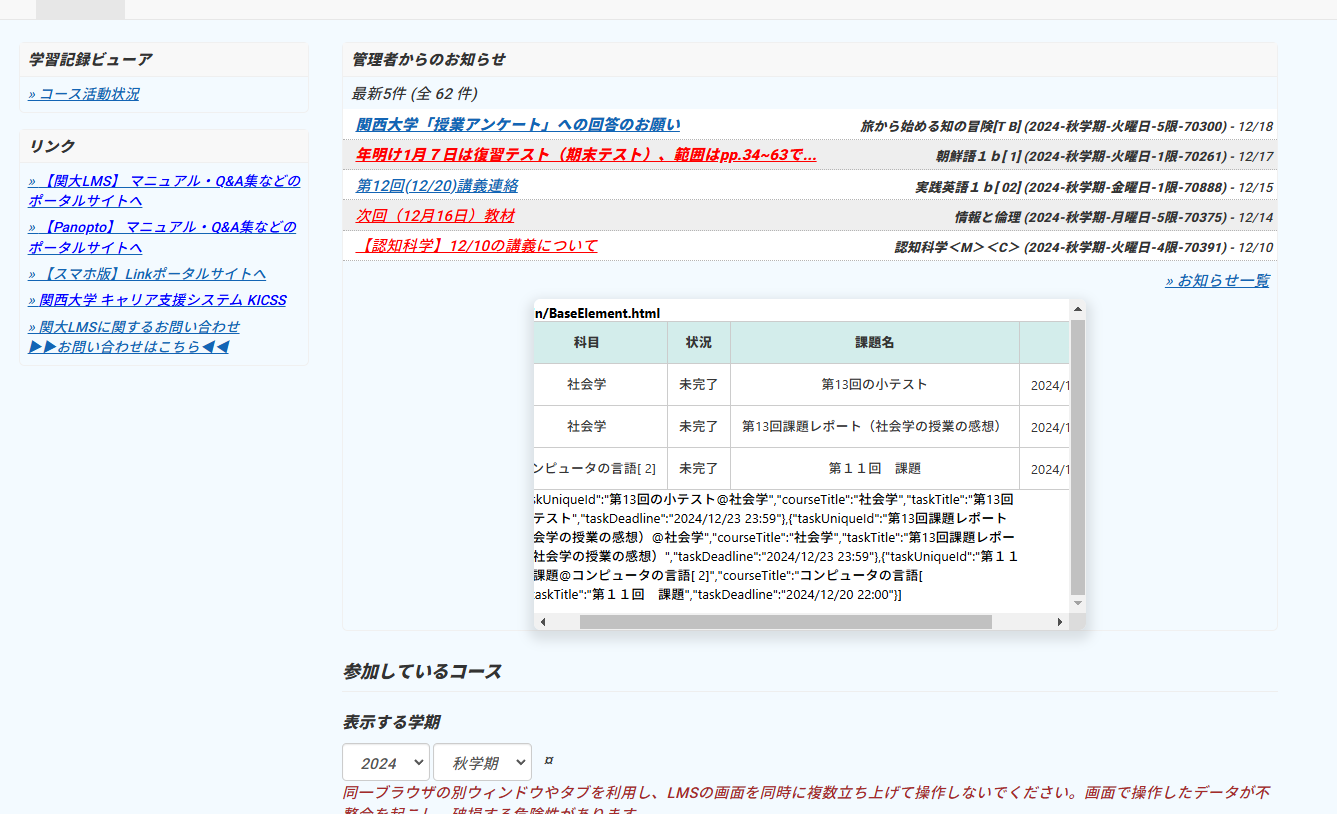 学習記録ビューア
» コース活動状況
リンク
» 【関大LMS】 マニュアル・Q&A集などの
ポータルサイトへ
» 【Panopto】 マニュアル・Q&A集などの
ポータルサイトへ
» 【スマホ版】Linkポータルサイトへ
» 関西大学 キャリア支援システム KICSS
» 関大LMSに関するお問い合わせ
▶▶お問い合わせはこちら◀◀
管理者からのお知らせ
最新5件 (全 62 件)
関西大学「授業アンケート」への回答のお願い 旅から始める知の冒険[T B] (2024-秋学期-火曜日-5限-70300) - 12/18
年明け1月７日は復習テスト（期末テスト）、範囲はpp.34~63で... 朝鮮語１ｂ[ 1] (2024-秋学期-火曜日-1限-70261) - 12/17
第12回(12/20)講義連絡 実践英語１ｂ[ 02] (2024-秋学期-金曜日-1限-70888) - 12/15
次回（12月16日）教材 情報と倫理 (2024-秋学期-月曜日-5限-70375) - 12/14
【認知科学】12/10の講義について 認知科学＜M＞＜C＞ (2024-秋学期-火曜日-4限-70391) - 12/10
» お知らせ一覧
n/BaseElement.html
科目 状況 課題名
社会学 未完了 第13回の小テスト 2024/1
社会学 未完了 第13回課題レポート（社会学の授業の感想） 2024/1
ンピュータの言語[ 2] 未完了 第１１回　課題 2024/1
skUniqueId":"第13回の小テスト@社会学","courseTitle":"社会学","taskTitle":"第13回
テスト","taskDeadline":"2024/12/23 23:59"},{"taskUniqueId":"第13回課題レポート
会学の授業の感想）@社会学","courseTitle":"社会学","taskTitle":"第13回課題レポー
社会学の授業の感想）","taskDeadline":"2024/12/23 23:59"},{"taskUniqueId":"第１１
課題@コンピュータの言語[ 2]","courseTitle":"コンピュータの言語[
taskTitle":"第１１回　課題","taskDeadline":"2024/12/20 22:00"}]
参加しているコース
表示する学期
2024 秋学期 ¤
同一ブラウザの別ウィンドウやタブを利用し、LMSの画面を同時に複数立ち上げて操作しないでください。画面で操作したデータが不
整合を起こし、破損する危険性があります。